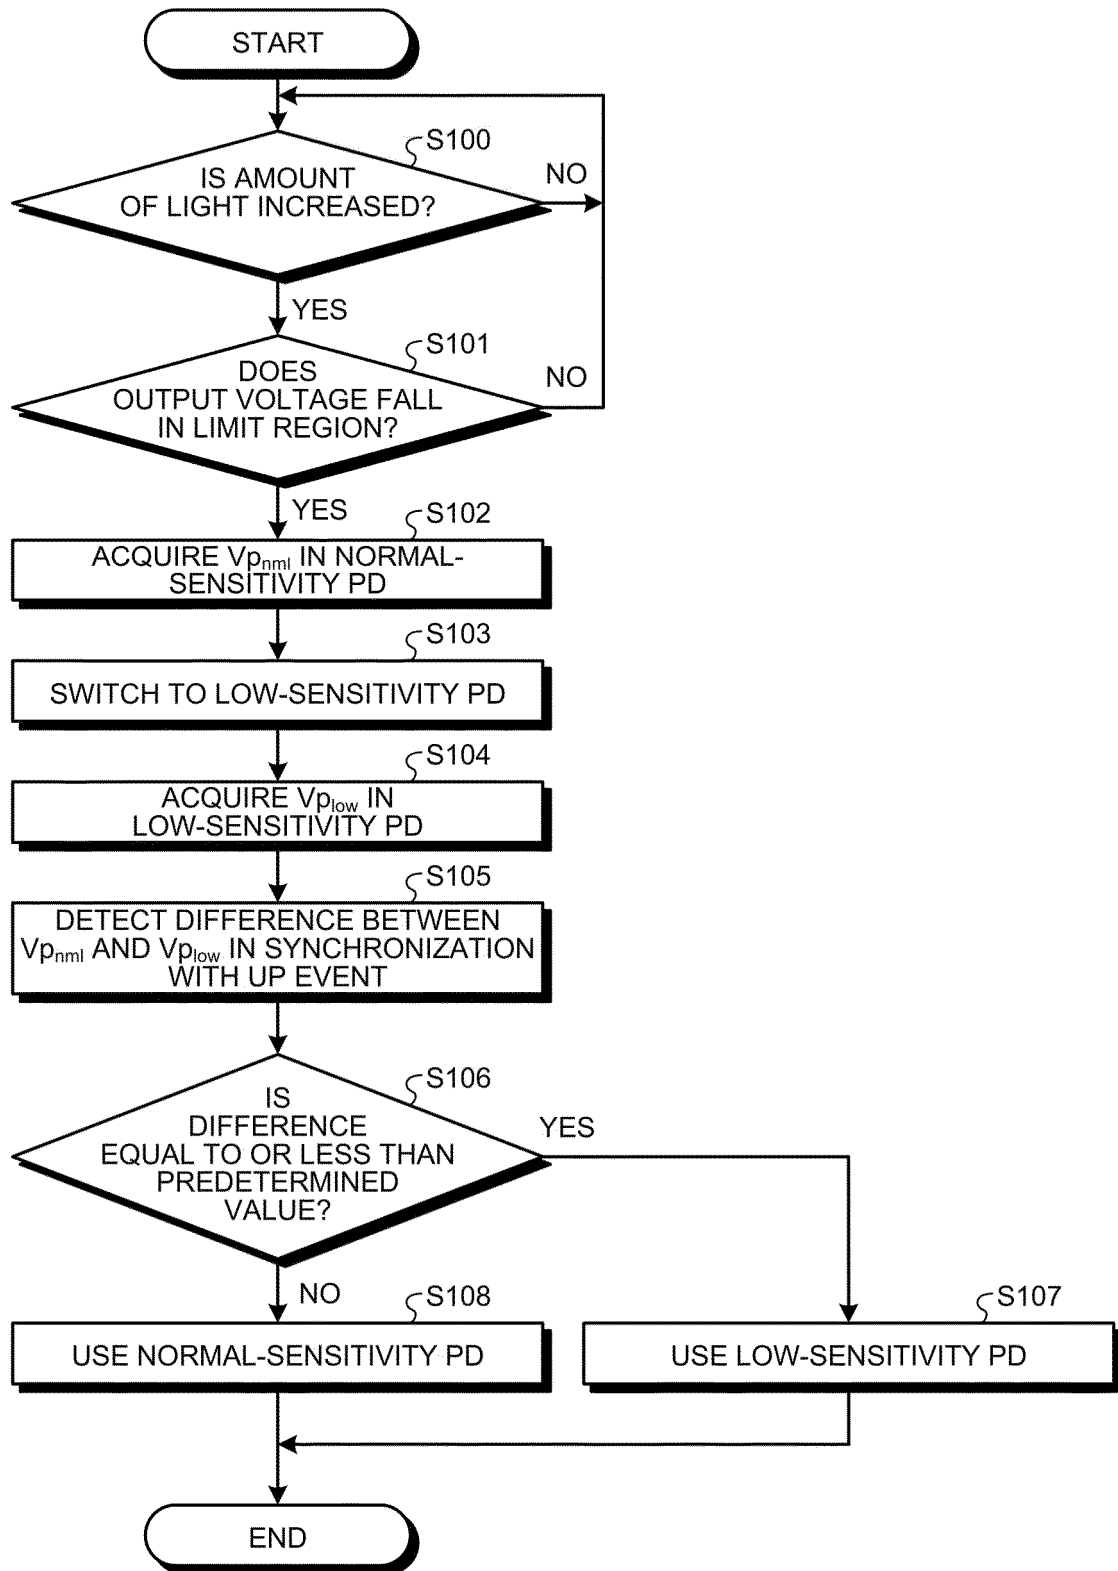 START
S100
IS AMOUNT
OF LIGHT INCREASED?
NO
YES
S101
DOES
OUTPUT VOLTAGE FALL
IN LIMIT REGION?
NO
YES
S102
ACQUIRE Vpnml IN NORMAL-
SENSITIVITY PD
S103
SWITCH TO LOW-SENSITIVITY PD
S104
ACQUIRE Vplow IN
LOW-SENSITIVITY PD
S105
DETECT DIFFERENCE BETWEEN
Vpnml AND Vplow IN SYNCHRONIZATION
WITH UP EVENT
S106
IS
DIFFERENCE
EQUAL TO OR LESS THAN
PREDETERMINED
VALUE?
YES
NO
S108
USE NORMAL-SENSITIVITY PD
S107
USE LOW-SENSITIVITY PD
END